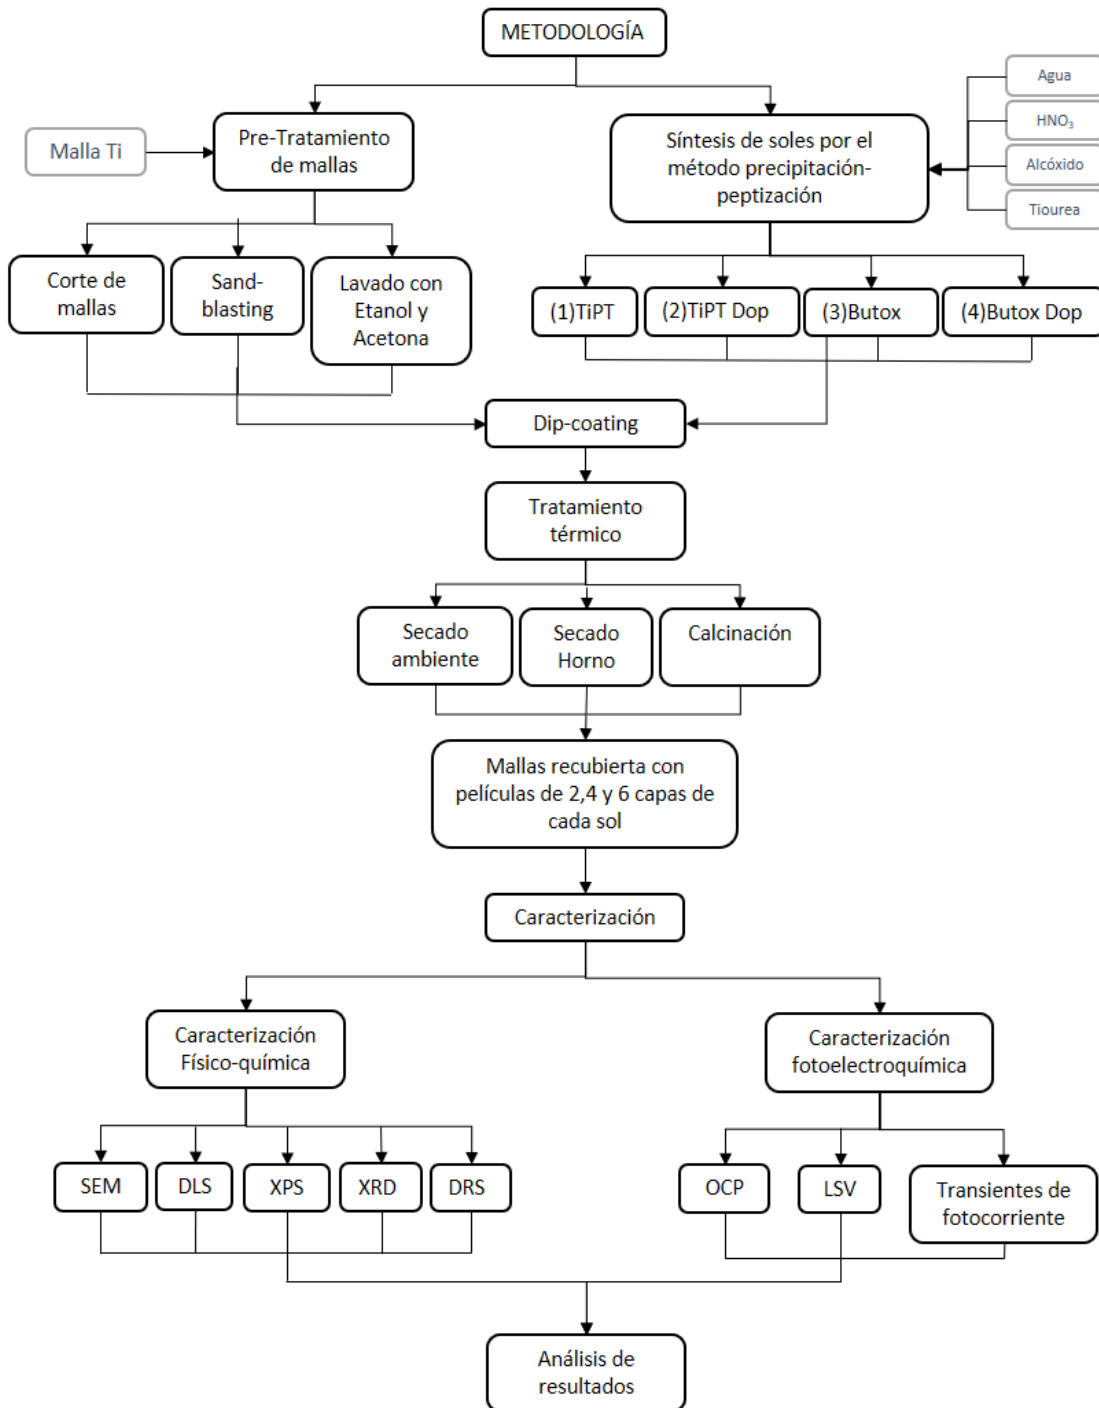 METODOLOGÍA
Agua
HNO₃
Alcóxido
Tiourea
Malla Ti
Pre-Tratamiento
de mallas
Síntesis de soles por el
método precipitación-
peptización
Corte de
mallas
Sand-
blasting
Lavado con
Etanol y
Acetona
(1)TiPT
(2)TiPT Dop
(3)Butox
(4)Butox Dop
Dip-coating
Tratamiento
térmico
Secado
ambiente
Secado
Horno
Calcinación
Mallas recubierta con
películas de 2,4 y 6 capas de
cada sol
Caracterización
Caracterización
Físico-química
Caracterización
fotoelectroquímica
SEM
DLS
XPS
XRD
DRS
OCP
LSV
Transientes de
fotocorriente
Análisis de
resultados